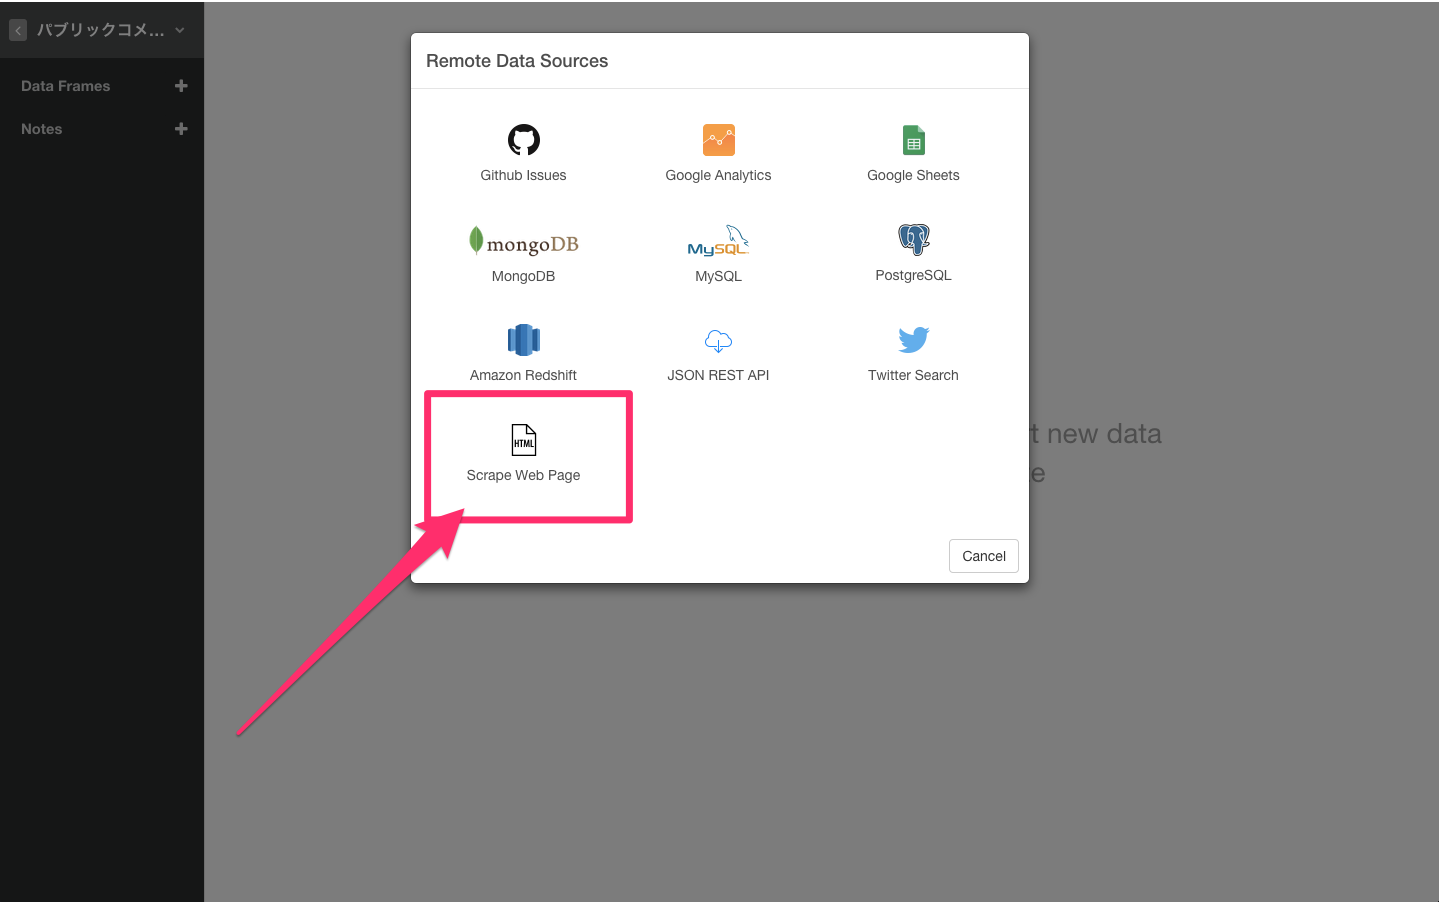 パブリックコメ...
Data Frames
Notes
Remote Data Sources
Github Issues
Google Analytics
Google Sheets
mongoDB
MongoDB
MySQL
MySQL
PostgreSQL
Amazon Redshift
JSON REST API
Twitter Search
HTML
Scrape Web Page
t new data
e
Cancel